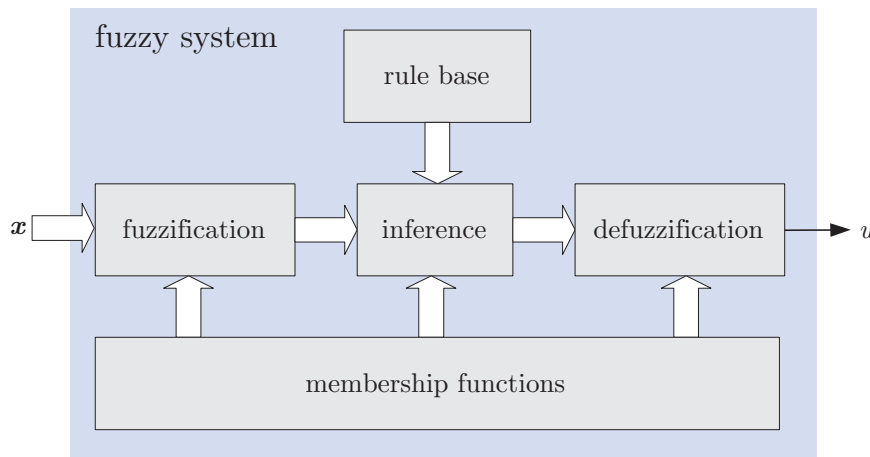 fuzzy system
rule base
x
fuzzification
inference
defuzzification
u
membership functions